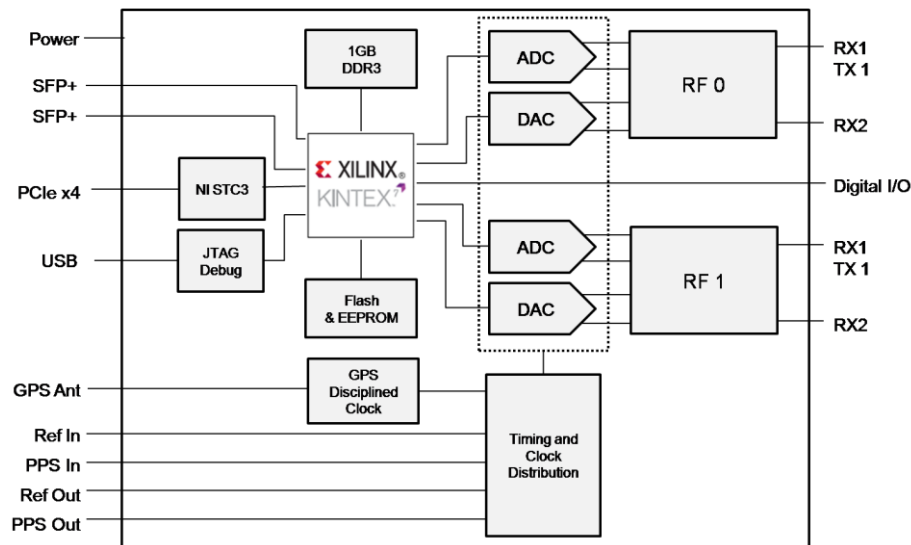 Power
SFP+
SFP+
PCIe x4
USB
GPS Ant
Ref In
PPS In
Ref Out
PPS Out
1GB
DDR3
NI STC3
JTAG
Debug
XILINX®
KINTEX⁷
Flash
& EEPROM
GPS
Disciplined
Clock
ADC
DAC
ADC
DAC
Timing and
Clock
Distribution
RF 0
RF 1
RX1
TX 1
RX2
Digital I/O
RX1
TX 1
RX2